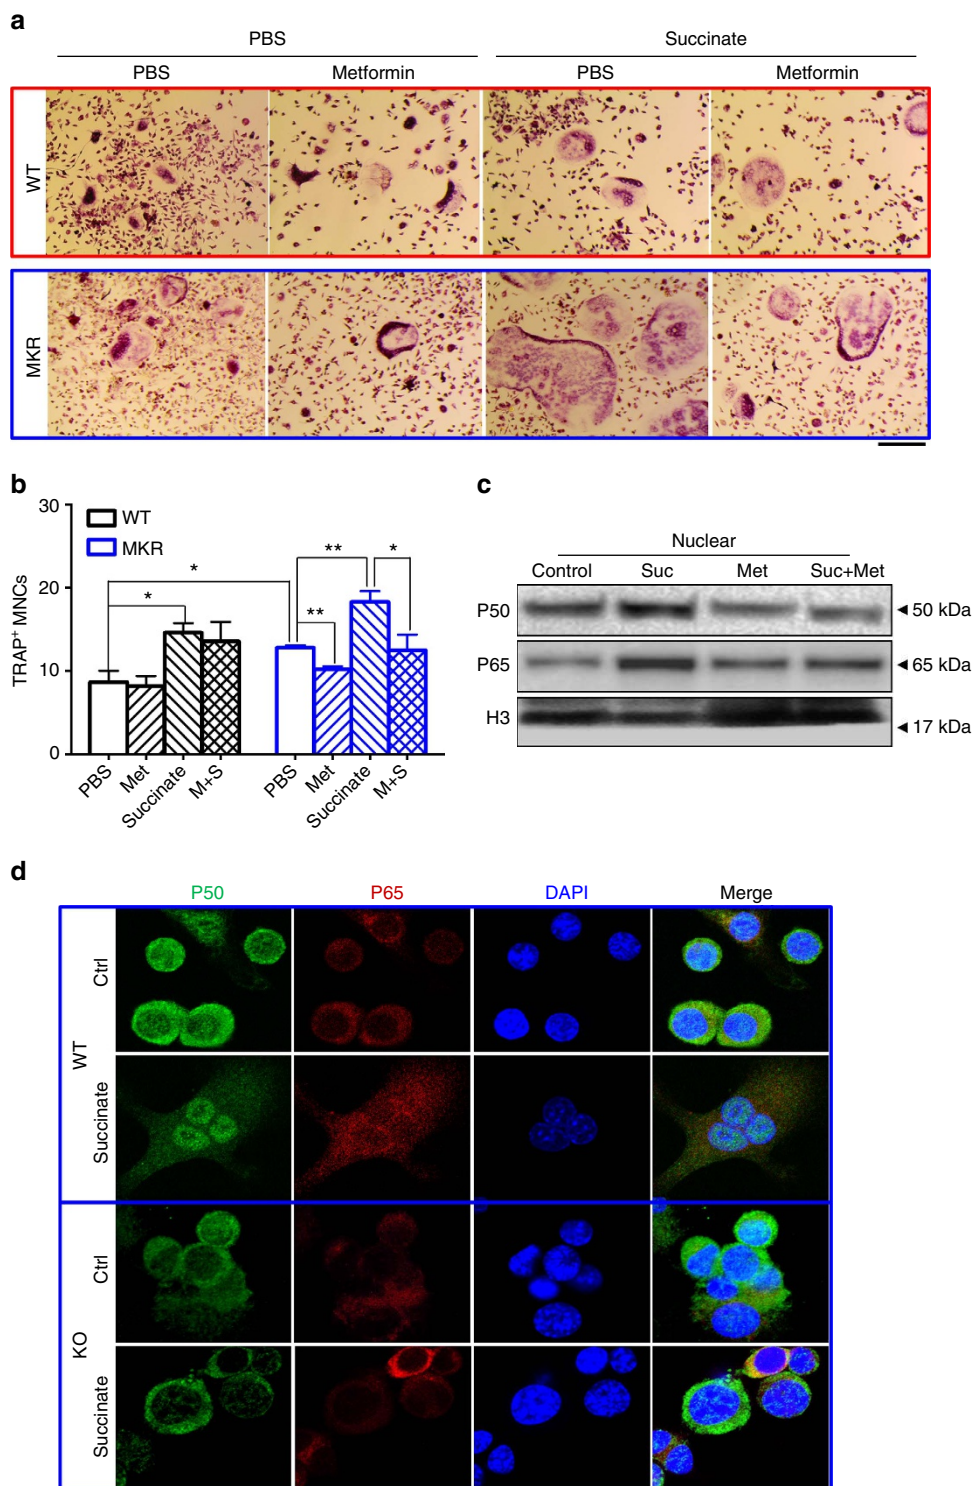 a
PBS Succinate
PBS Metformin PBS Metformin
WT
MKR
b
30
20
10
0
TRAP+ MNCs
WT
MKR
* * ** ** *
PBS Met Succinate M+S PBS Met Succinate M+S
c
Nuclear
Control Suc Met Suc+Met
P50 50 kDa
P65 65 kDa
H3 17 kDa
d
P50 P65 DAPI Merge
WT
Ctrl
Succinate
KO
Ctrl
Succinate